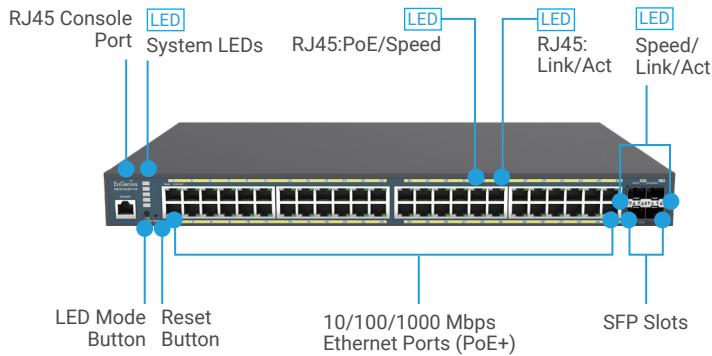 RJ45 Console
Port
LED
System LEDs
LED
RJ45:PoE/Speed
LED
RJ45:
Link/Act
LED
Speed/
Link/Act
EnGenius
LED Mode
Button
Reset
Button
10/100/1000 Mbps
Ethernet Ports (PoE+)
SFP Slots